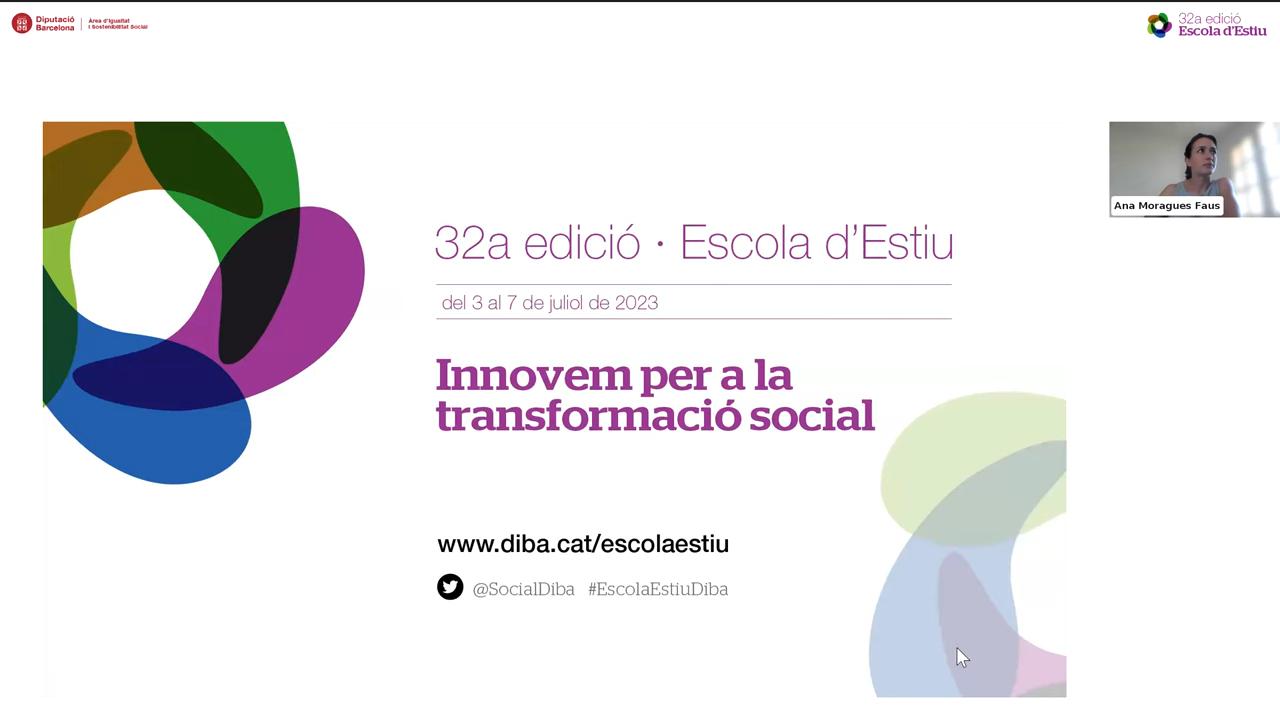 Diputació
Barcelona
Àrea d'Igualtat
i Sostenibilitat Social
32a edició
Escola d'Estiu
Ana Moragues Faus
32a edició · Escola d'Estiu
del 3 al 7 de juliol de 2023
Innovem per a la
transformació social
www.diba.cat/escolaestiu
@SocialDiba #EscolaEstiuDiba